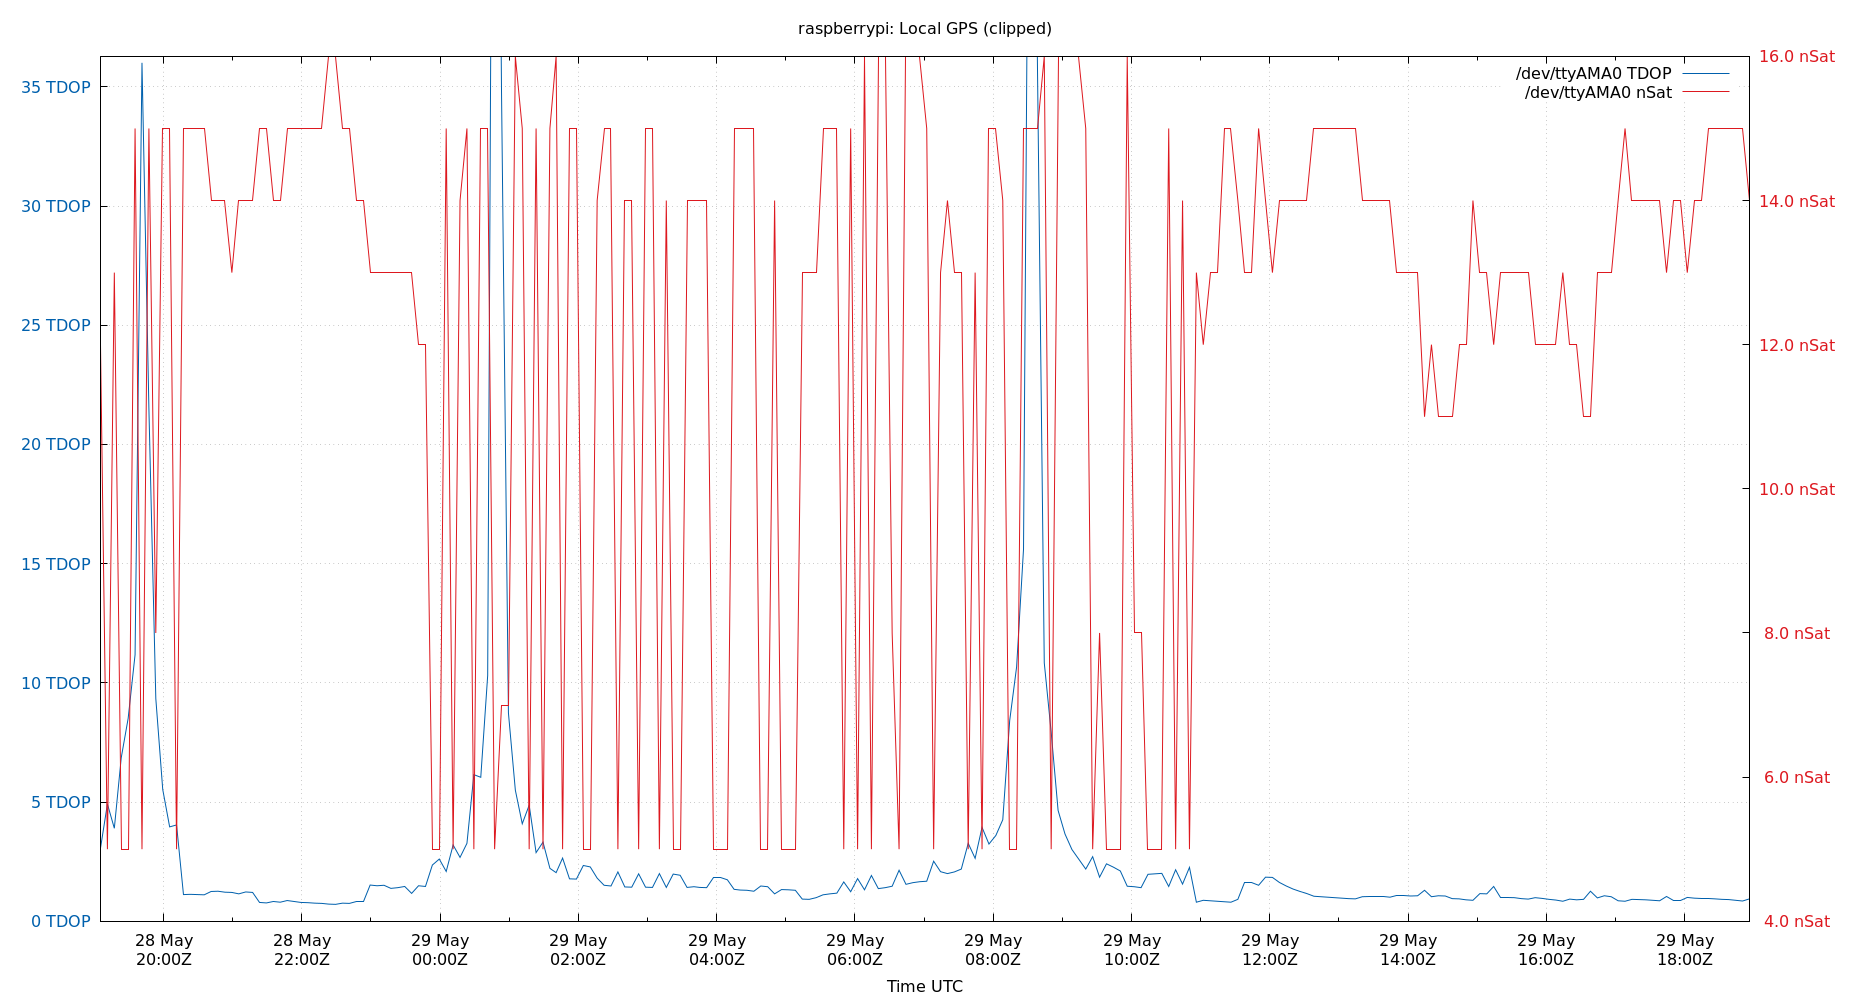 raspberrypi: Local GPS (clipped)
/dev/ttyAMA0 TDOP
/dev/ttyAMA0 nSat
35 TDOP
30 TDOP
25 TDOP
20 TDOP
15 TDOP
10 TDOP
5 TDOP
0 TDOP
16.0 nSat
14.0 nSat
12.0 nSat
10.0 nSat
8.0 nSat
6.0 nSat
4.0 nSat
28 May
20:00Z
28 May
22:00Z
29 May
00:00Z
29 May
02:00Z
29 May
04:00Z
29 May
06:00Z
29 May
08:00Z
29 May
10:00Z
29 May
12:00Z
29 May
14:00Z
29 May
16:00Z
29 May
18:00Z
Time UTC